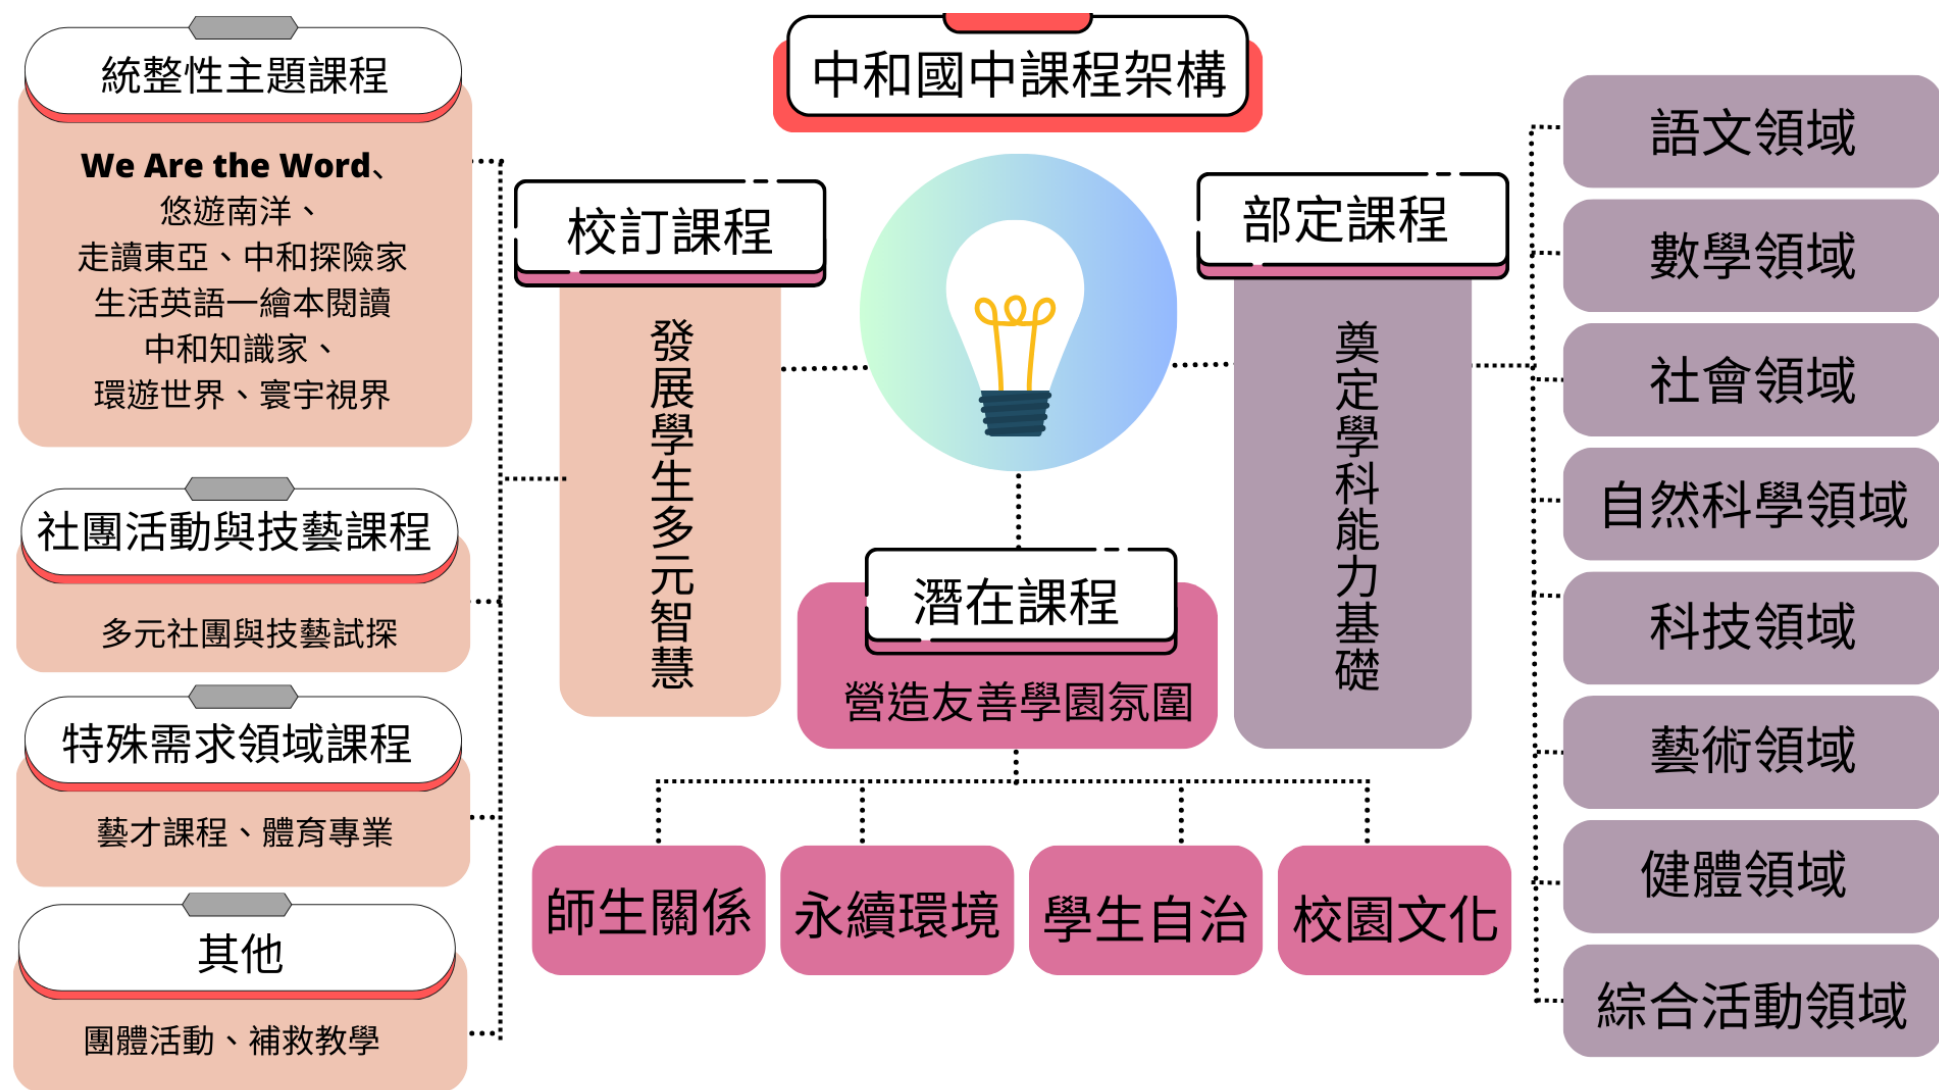 中和國中課程架構
統整性主題課程
We Are the Word、
悠遊南洋、
走讀東亞、中和探險家
生活英語—繪本閱讀
中和知識家、
環遊世界、寰宇視界
社團活動與技藝課程
多元社團與技藝試探
特殊需求領域課程
藝才課程、體育專業
其他
團體活動、補救教學
校訂課程
發展學生多元智慧
潛在課程
營造友善學園氛圍
師生關係
永續環境
學生自治
校園文化
部定課程
奠定學科能力基礎
語文領域
數學領域
社會領域
自然科學領域
科技領域
藝術領域
健體領域
綜合活動領域